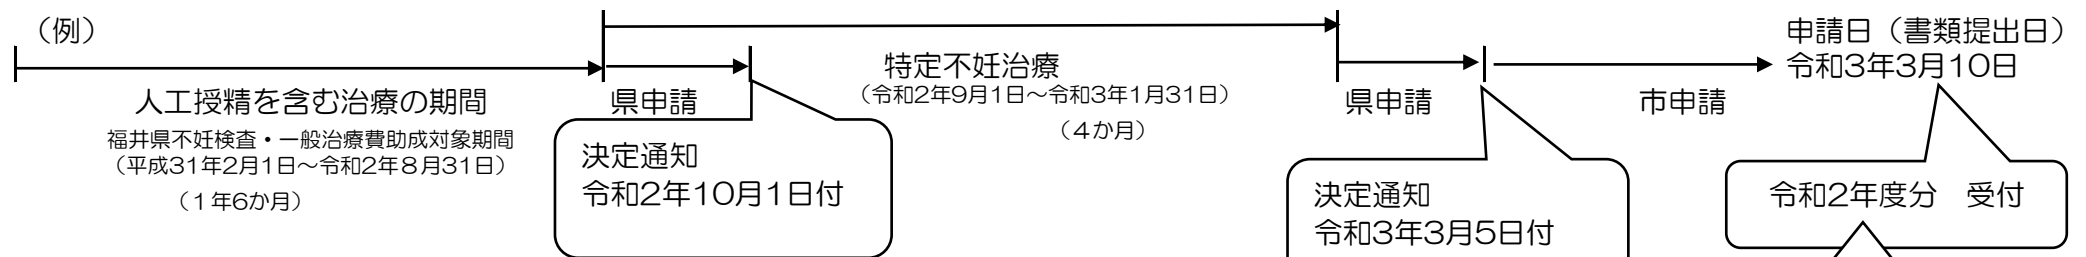 （例）
人工授精を含む治療の期間
福井県不妊検査・一般治療費助成対象期間
（平成31年2月1日～令和2年８月31日）
（１年6か月）
県申請
決定通知
令和2年10月1日付
特定不妊治療
（令和2年9月1日～令和3年1月31日）
（４か月）
県申請
決定通知
令和3年3月5日付
市申請
申請日（書類提出日）
令和3年3月10日
令和2年度分　受付